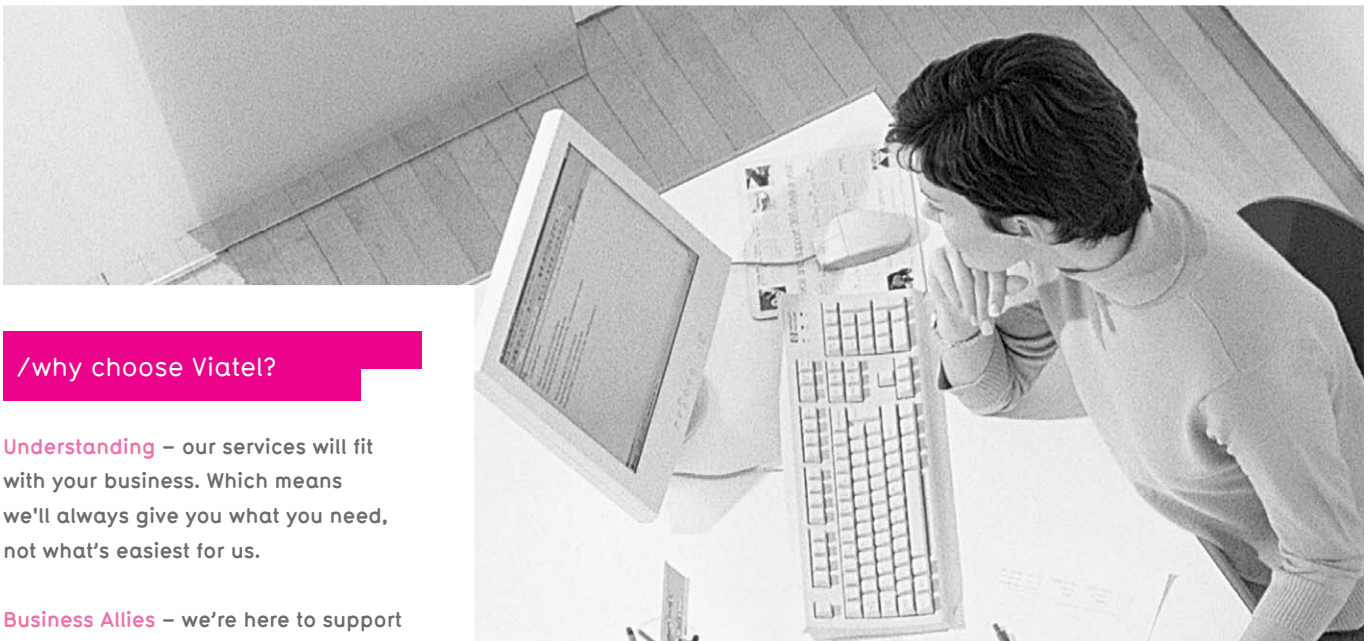 /why choose Viatel?
Understanding – our services will fit
with your business. Which means
we'll always give you what you need,
not what's easiest for us.
Business Allies – we're here to support